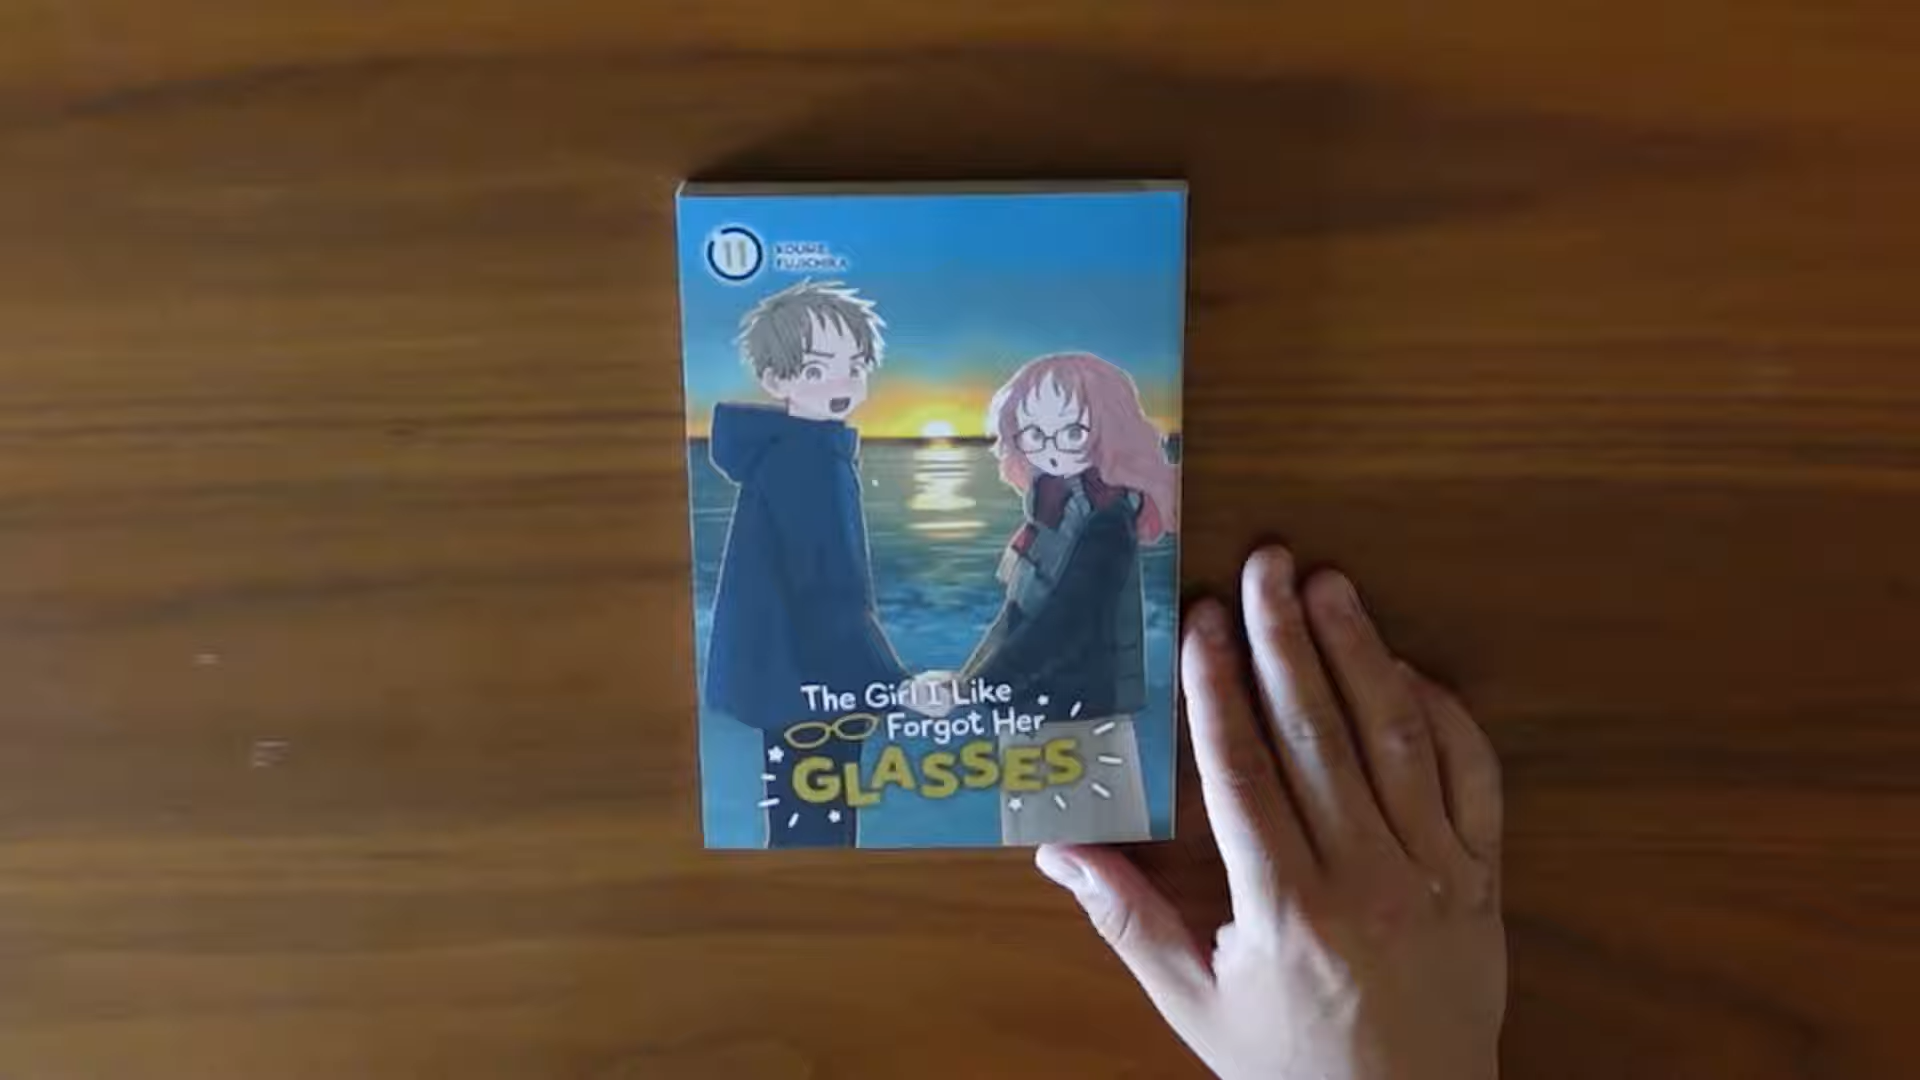 11
KOUME
FUJICHIKA
The Girl I Like
Forgot Her
GLASSES